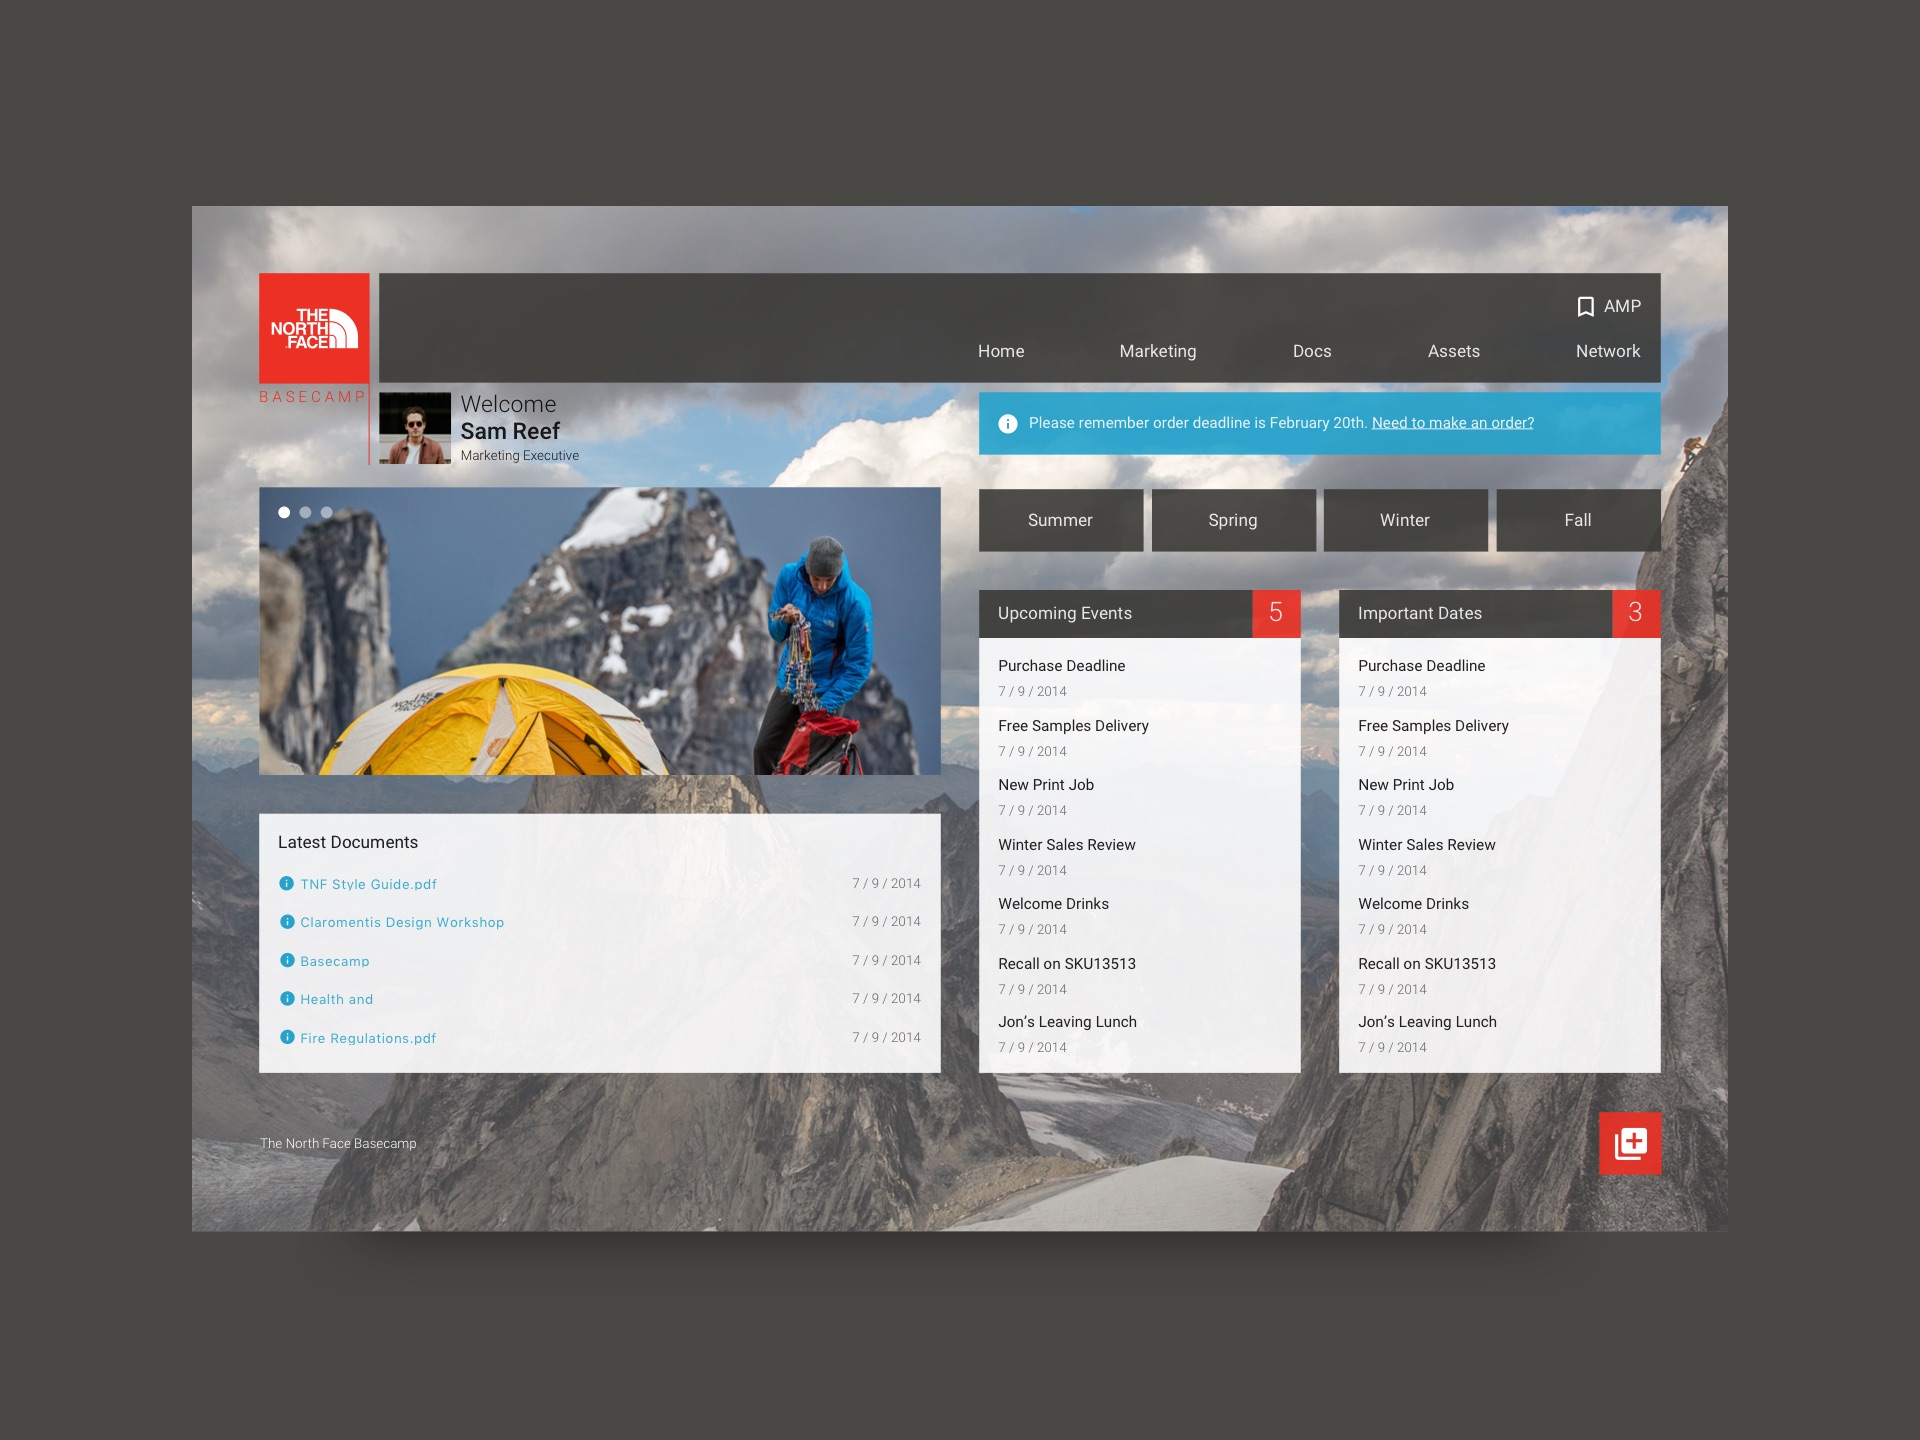 THE
NORTH
FACE
BASECAMP
AMP
Home
Marketing
Docs
Assets
Network
Welcome
Sam Reef
Marketing Executive
Please remember order deadline is February 20th. Need to make an order?
Summer
Spring
Winter
Fall
Latest Documents
TNF Style Guide.pdf 7 / 9 / 2014
Claromentis Design Workshop 7 / 9 / 2014
Basecamp 7 / 9 / 2014
Health and 7 / 9 / 2014
Fire Regulations.pdf 7 / 9 / 2014
Upcoming Events 5
Purchase Deadline
7 / 9 / 2014
Free Samples Delivery
7 / 9 / 2014
New Print Job
7 / 9 / 2014
Winter Sales Review
7 / 9 / 2014
Welcome Drinks
7 / 9 / 2014
Recall on SKU13513
7 / 9 / 2014
Jon’s Leaving Lunch
7 / 9 / 2014
Important Dates 3
Purchase Deadline
7 / 9 / 2014
Free Samples Delivery
7 / 9 / 2014
New Print Job
7 / 9 / 2014
Winter Sales Review
7 / 9 / 2014
Welcome Drinks
7 / 9 / 2014
Recall on SKU13513
7 / 9 / 2014
Jon’s Leaving Lunch
7 / 9 / 2014
The North Face Basecamp